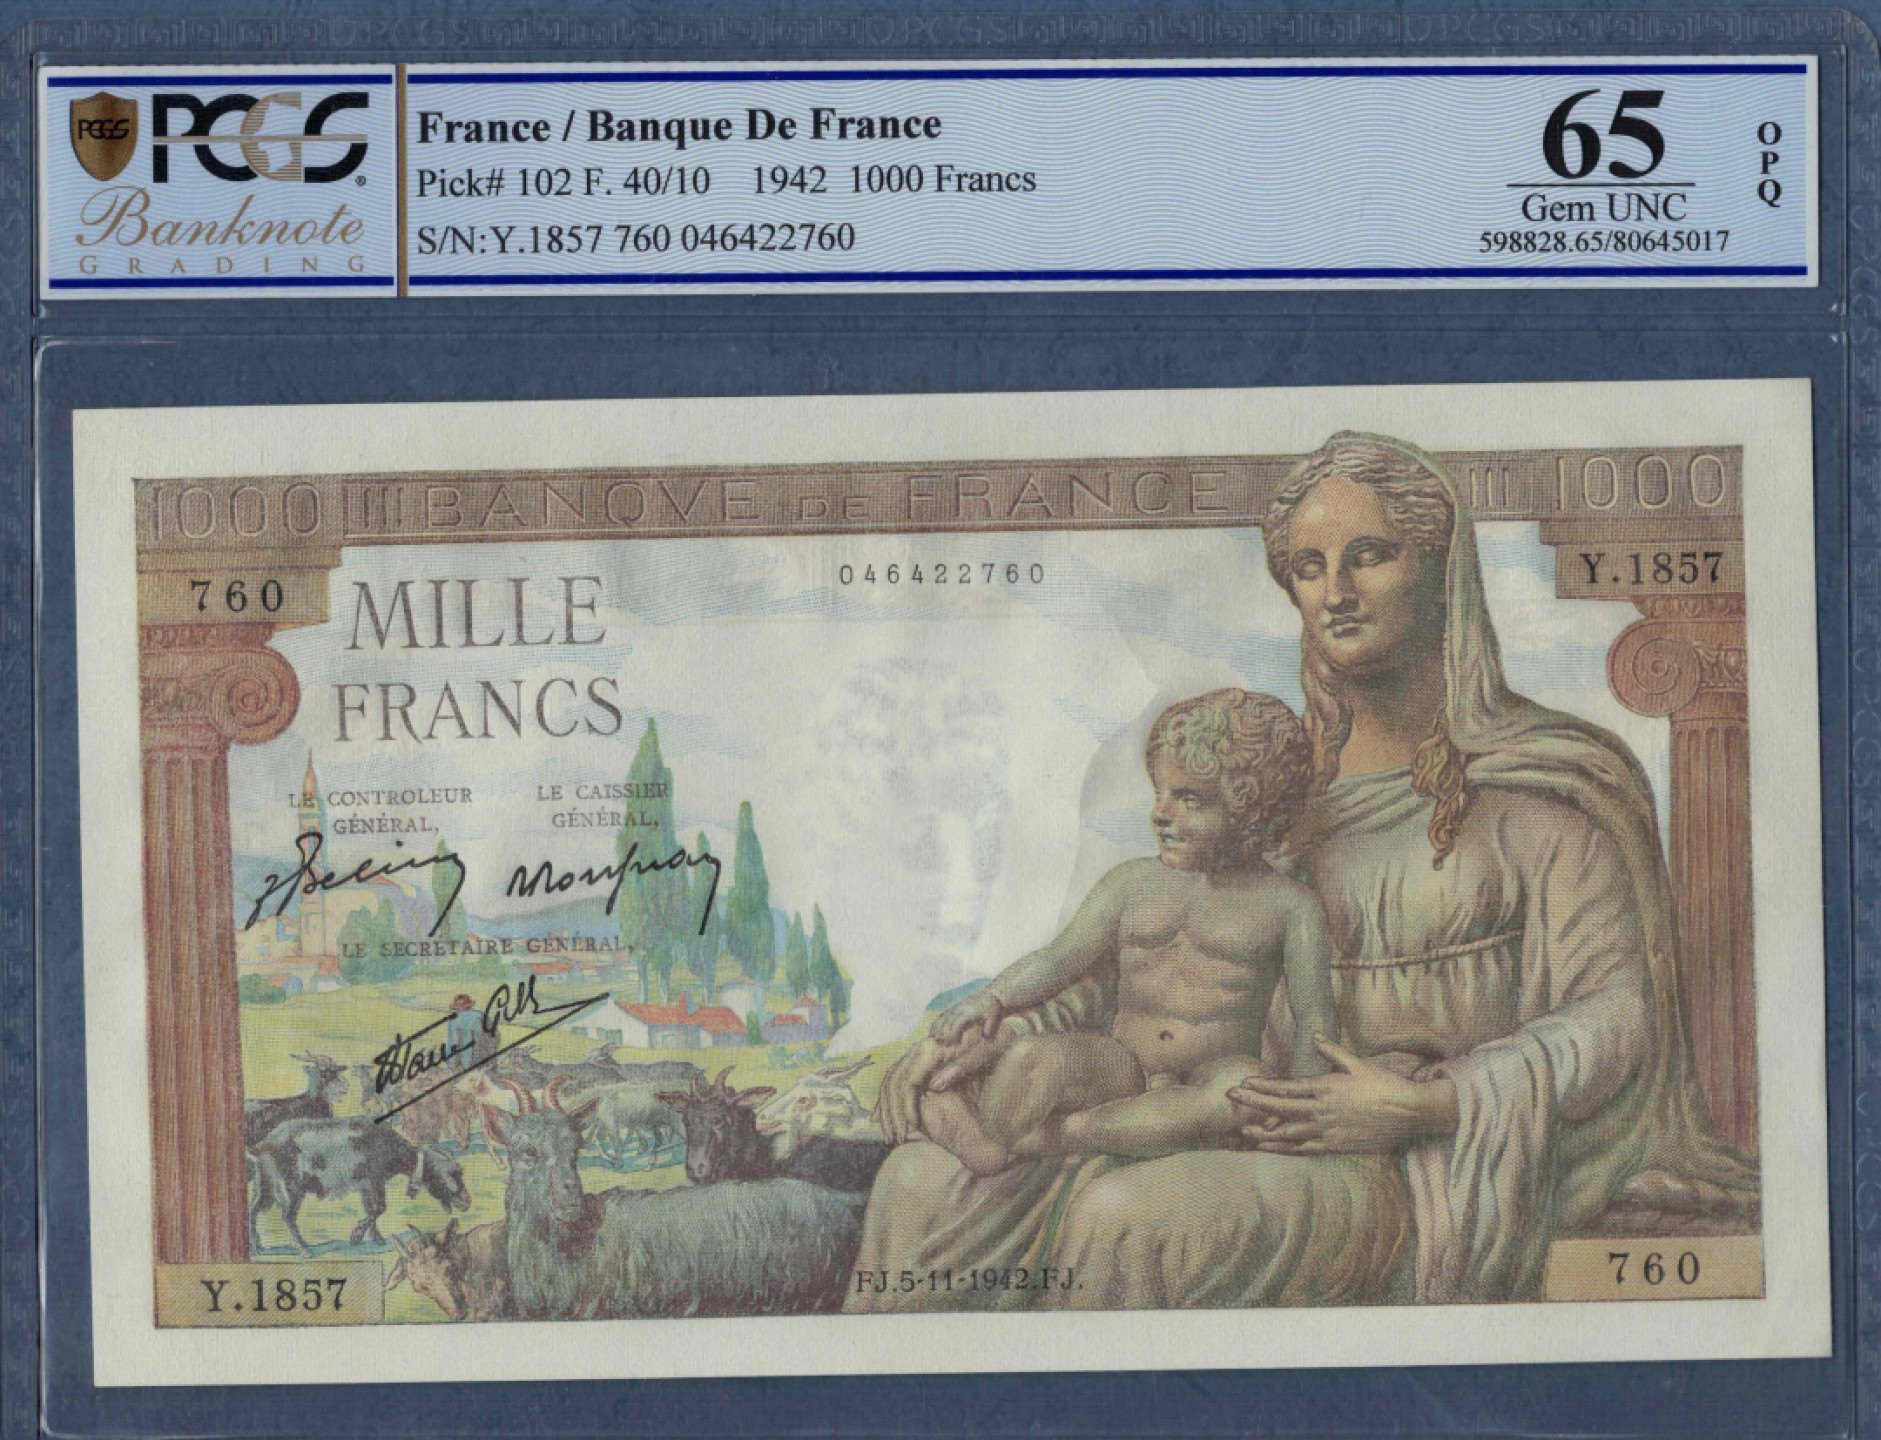 PCGS
PCGS
Banknote
GRADING
France / Banque De France
Pick# 102 F. 40/10 1942 1000 Francs
S/N:Y.1857 760 046422760
65
Gem UNC
598828.65/80645017
OPQ
1000 BANQVE DE FRANCE 1000
760
046422760
Y.1857
MILLE
FRANCS
LE CONTROLEUR
GÉNÉRAL,
LE CAISSIER
GÉNÉRAL,
LE SECRÉTAIRE GÉNÉRAL,
Y.1857
F.J.5-11-1942.F.J.
760